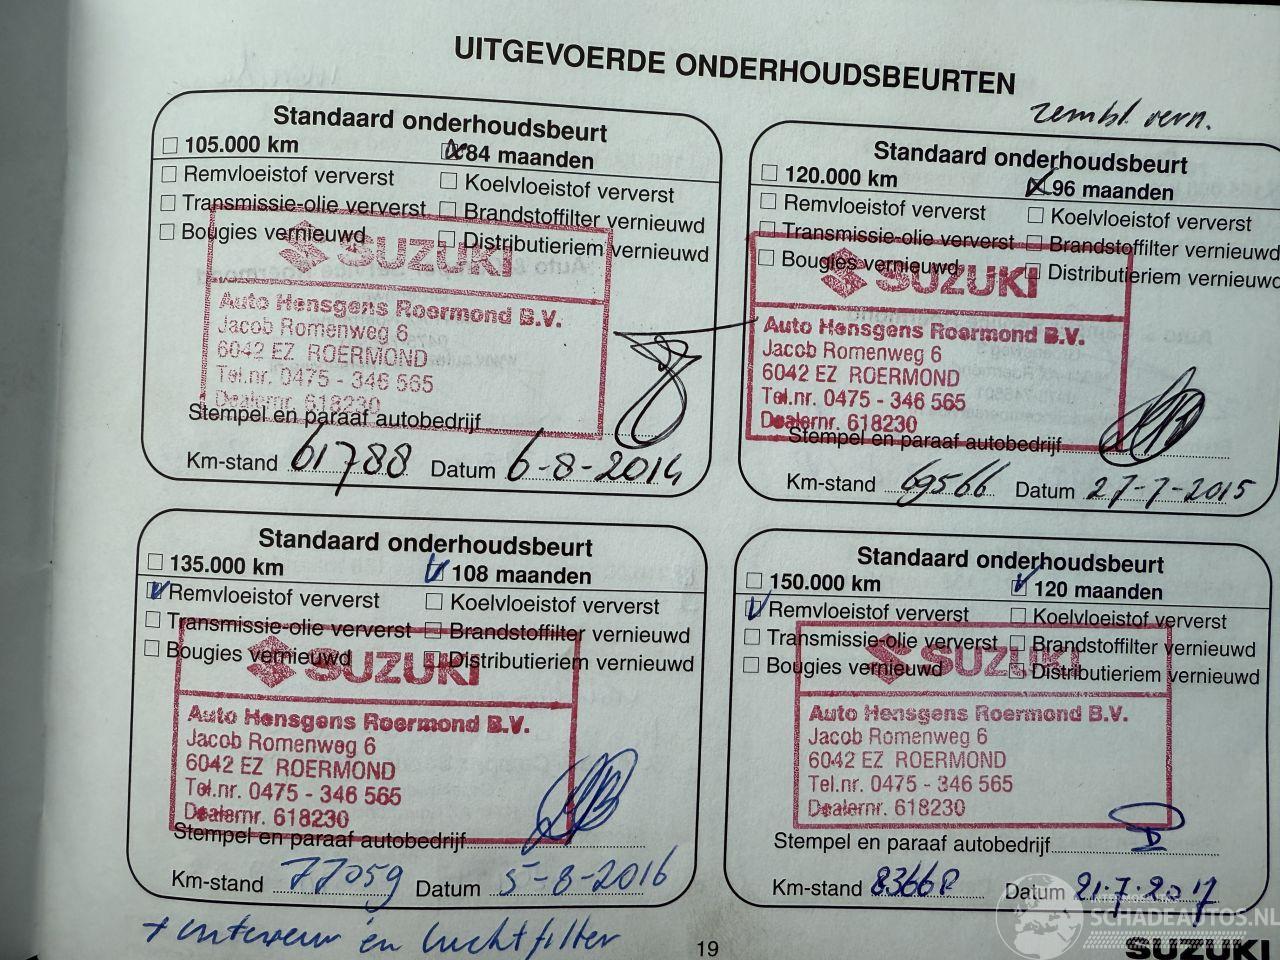 UITGEVOERDE ONDERHOUDSBEURTEN
Standaard onderhoudsbeurt
105.000 km 84 maanden
Remvloeistof ververst Koelvloeistof ververst
Transmissie-olie ververst Brandstoffilter vernieuwd
Bougies vernieuwd Distributieriem vernieuwd
SUZUKI
Auto Hensgens Roermond B.V.
Jacob Romenweg 6
6042 EZ ROERMOND
Tel.nr. 0475 - 346 565
Dealernr. 618230
Stempel en paraaf autobedrijf
Km-stand 61788 Datum 6-8-2014
vern.
Standaard onderhoudsbeurt
120.000 km 96 maanden
Remvloeistof ververst Koelvloeistof ververst
Transmissie-olie ververst Brandstoffilter vernieuwd
Bougies vernieuwd Distributieriem vernieuwd
SUZUKI
Auto Hensgens Roermond B.V.
Jacob Romenweg 6
6042 EZ ROERMOND
Tel.nr. 0475 - 346 565
Dealernr. 618230
Stempel en paraaf autobedrijf
Km-stand 69566 Datum 27-7-2015
Standaard onderhoudsbeurt
135.000 km 108 maanden
Remvloeistof ververst Koelvloeistof ververst
Transmissie-olie ververst Brandstoffilter vernieuwd
Bougies vernieuwd Distributieriem vernieuwd
SUZUKI
Auto Hensgens Roermond B.V.
Jacob Romenweg 6
6042 EZ ROERMOND
Tel.nr. 0475 - 346 565
Dealernr. 618230
Stempel en paraaf autobedrijf
Km-stand 77059 Datum 5-8-2016
+ interieur en luchtfilter
Standaard onderhoudsbeurt
150.000 km 120 maanden
Remvloeistof ververst Koelvloeistof ververst
Transmissie-olie ververst Brandstoffilter vernieuwd
Bougies vernieuwd Distributieriem vernieuwd
SUZUKI
Auto Hensgens Roermond B.V.
Jacob Romenweg 6
6042 EZ ROERMOND
Tel.nr. 0475 - 346 565
Dealernr. 618230
Stempel en paraaf autobedrijf
Km-stand Datum 21-7-2017
19
SCHADEAUTOS.NL
SUZUKI